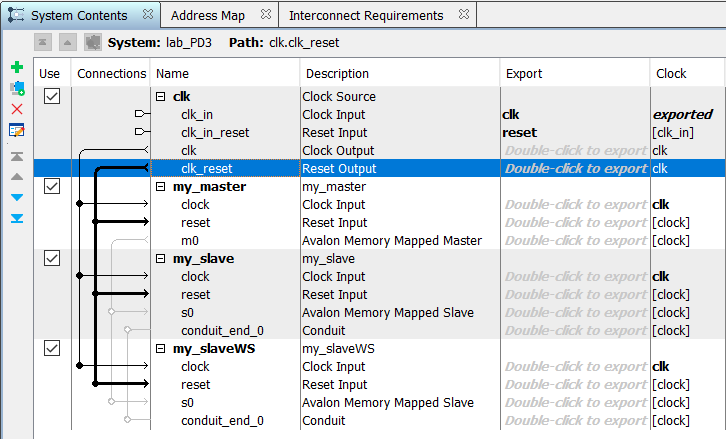 System Contents Address Map Interconnect Requirements
System: lab_PD3 Path: clk.clk_reset
Use Connections Name Description Export Clock
clk Clock Source
clk_in Clock Input clk exported
clk_in_reset Reset Input reset [clk_in]
clk Clock Output Double-click to export clk
clk_reset Reset Output Double-click to export clk
my_master my_master
clock Clock Input Double-click to export clk
reset Reset Input Double-click to export [clock]
m0 Avalon Memory Mapped Master Double-click to export [clock]
my_slave my_slave
clock Clock Input Double-click to export clk
reset Reset Input Double-click to export [clock]
s0 Avalon Memory Mapped Slave Double-click to export [clock]
conduit_end_0 Conduit Double-click to export [clock]
my_slaveWS my_slaveWS
clock Clock Input Double-click to export clk
reset Reset Input Double-click to export [clock]
s0 Avalon Memory Mapped Slave Double-click to export [clock]
conduit_end_0 Conduit Double-click to export [clock]